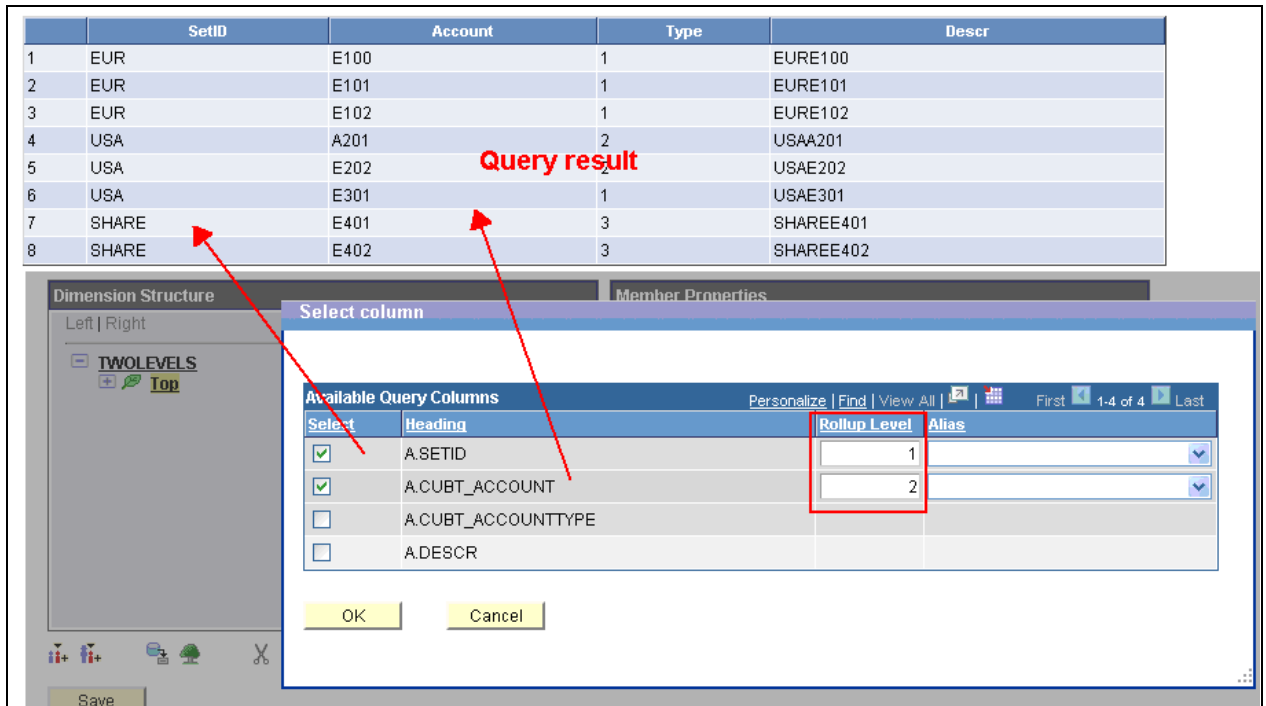 SetID Account Type Descr
1 EUR E100 1 EURE100
2 EUR E101 1 EURE101
3 EUR E102 1 EURE102
4 USA A201 2 USAA201
5 USA E202 2 USAE202
Query result
6 USA E301 1 USAE301
7 SHARE E401 3 SHAREE401
8 SHARE E402 3 SHAREE402
Dimension Structure Member Properties
Left | Right
TWOLEVELS
Top
Select column
Available Query Columns Personalize | Find | View All | | First 1-4 of 4 Last
Select Heading Rollup Level Alias
A.SETID 1
A.CUBT_ACCOUNT 2
A.CUBT_ACCOUNTTYPE
A.DESCR
OK Cancel
Save